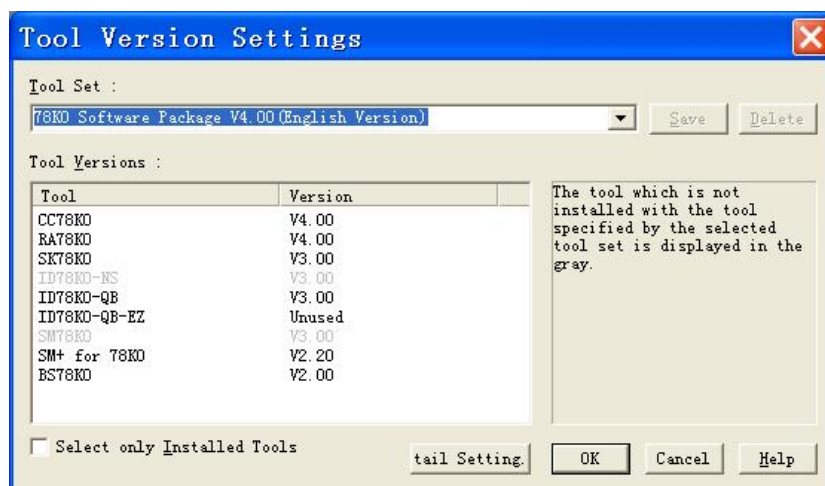 Tool Version Settings
Tool Set :
78K0 Software Package V4.00(English Version)
Save
Delete
Tool Versions :
Tool Version
CC78K0 V4.00
RA78K0 V4.00
SK78K0 V3.00
ID78K0-NS V3.00
ID78K0-QB V3.00
ID78K0-QB-EZ Unused
SM78K0 V3.00
SM+ for 78K0 V2.20
BS78K0 V2.00
The tool which is not
installed with the tool
specified by the selected
tool set is displayed in the
gray.
Select only Installed Tools
tail Setting.
OK
Cancel
Help